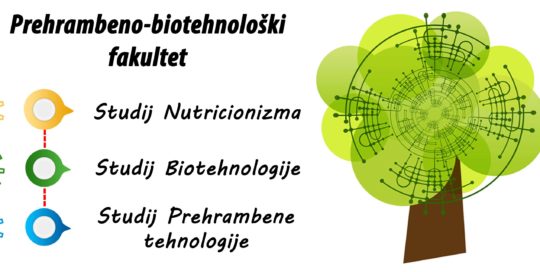 Prehrambeno-biotehnološki
fakultet
Studij Nutricionizma
Studij Biotehnologije
Studij Prehrambene
tehnologije